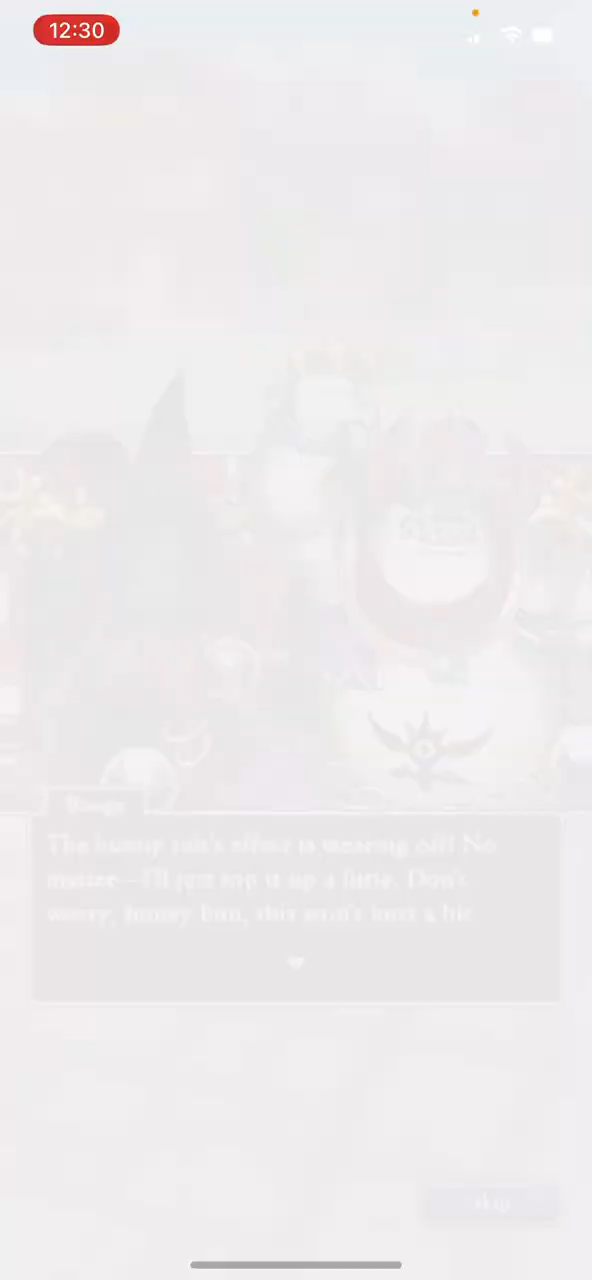 12:30
The bunny suit's effect is wearing off! No
matter—I'll just top it up a little. Don't
worry, honey bun, this won't hurt a bit.
Skip